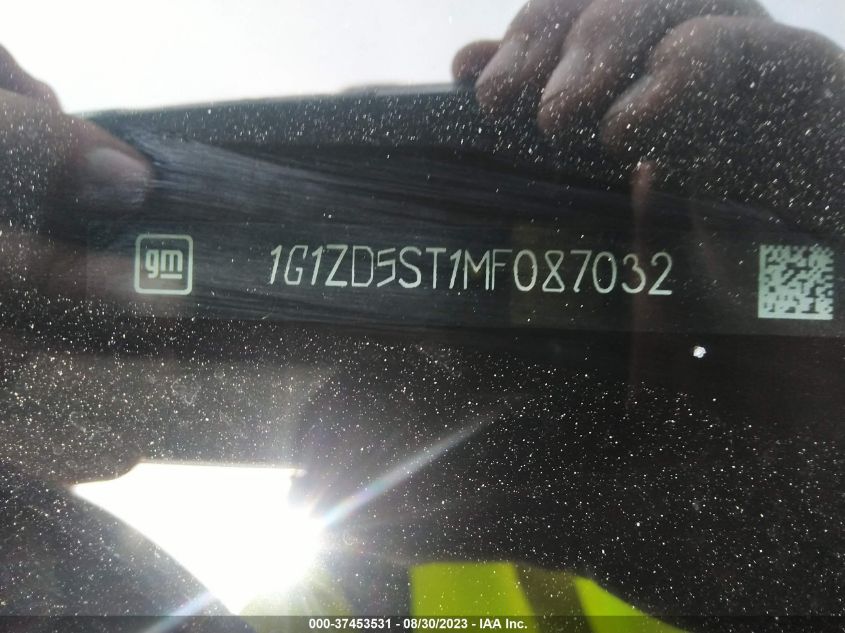 gm 1G1ZD5ST1MF087032
000-37453531 - 08/30/2023 - IAA Inc.